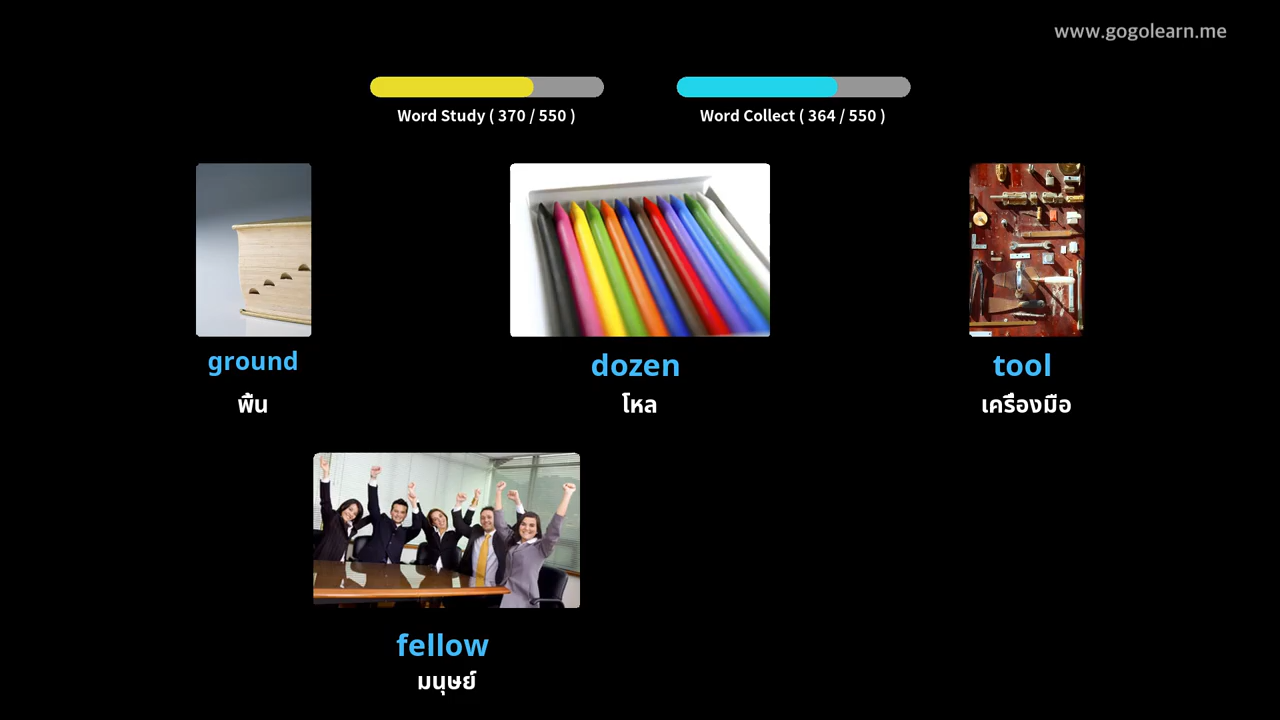 www.gogolearn.me
Word Study ( 370 / 550 )
Word Collect ( 364 / 550 )
ground
พื้น
dozen
โหล
tool
เครื่องมือ
fellow
มนุษย์